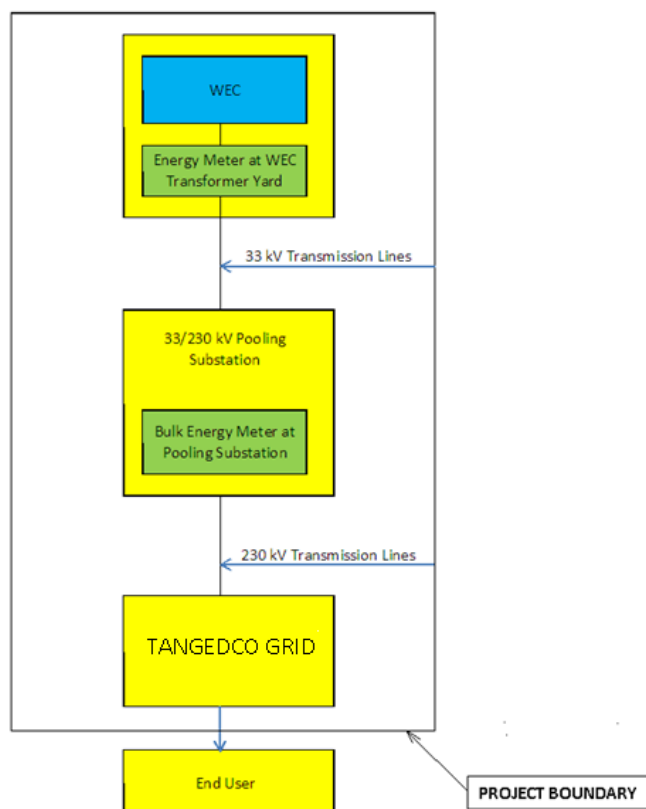 WEC
Energy Meter at WEC
Transformer Yard
33 kV Transmission Lines
33/230 kV Pooling
Substation
Bulk Energy Meter at
Pooling Substation
230 kV Transmission Lines
TANGEDCO GRID
End User
PROJECT BOUNDARY